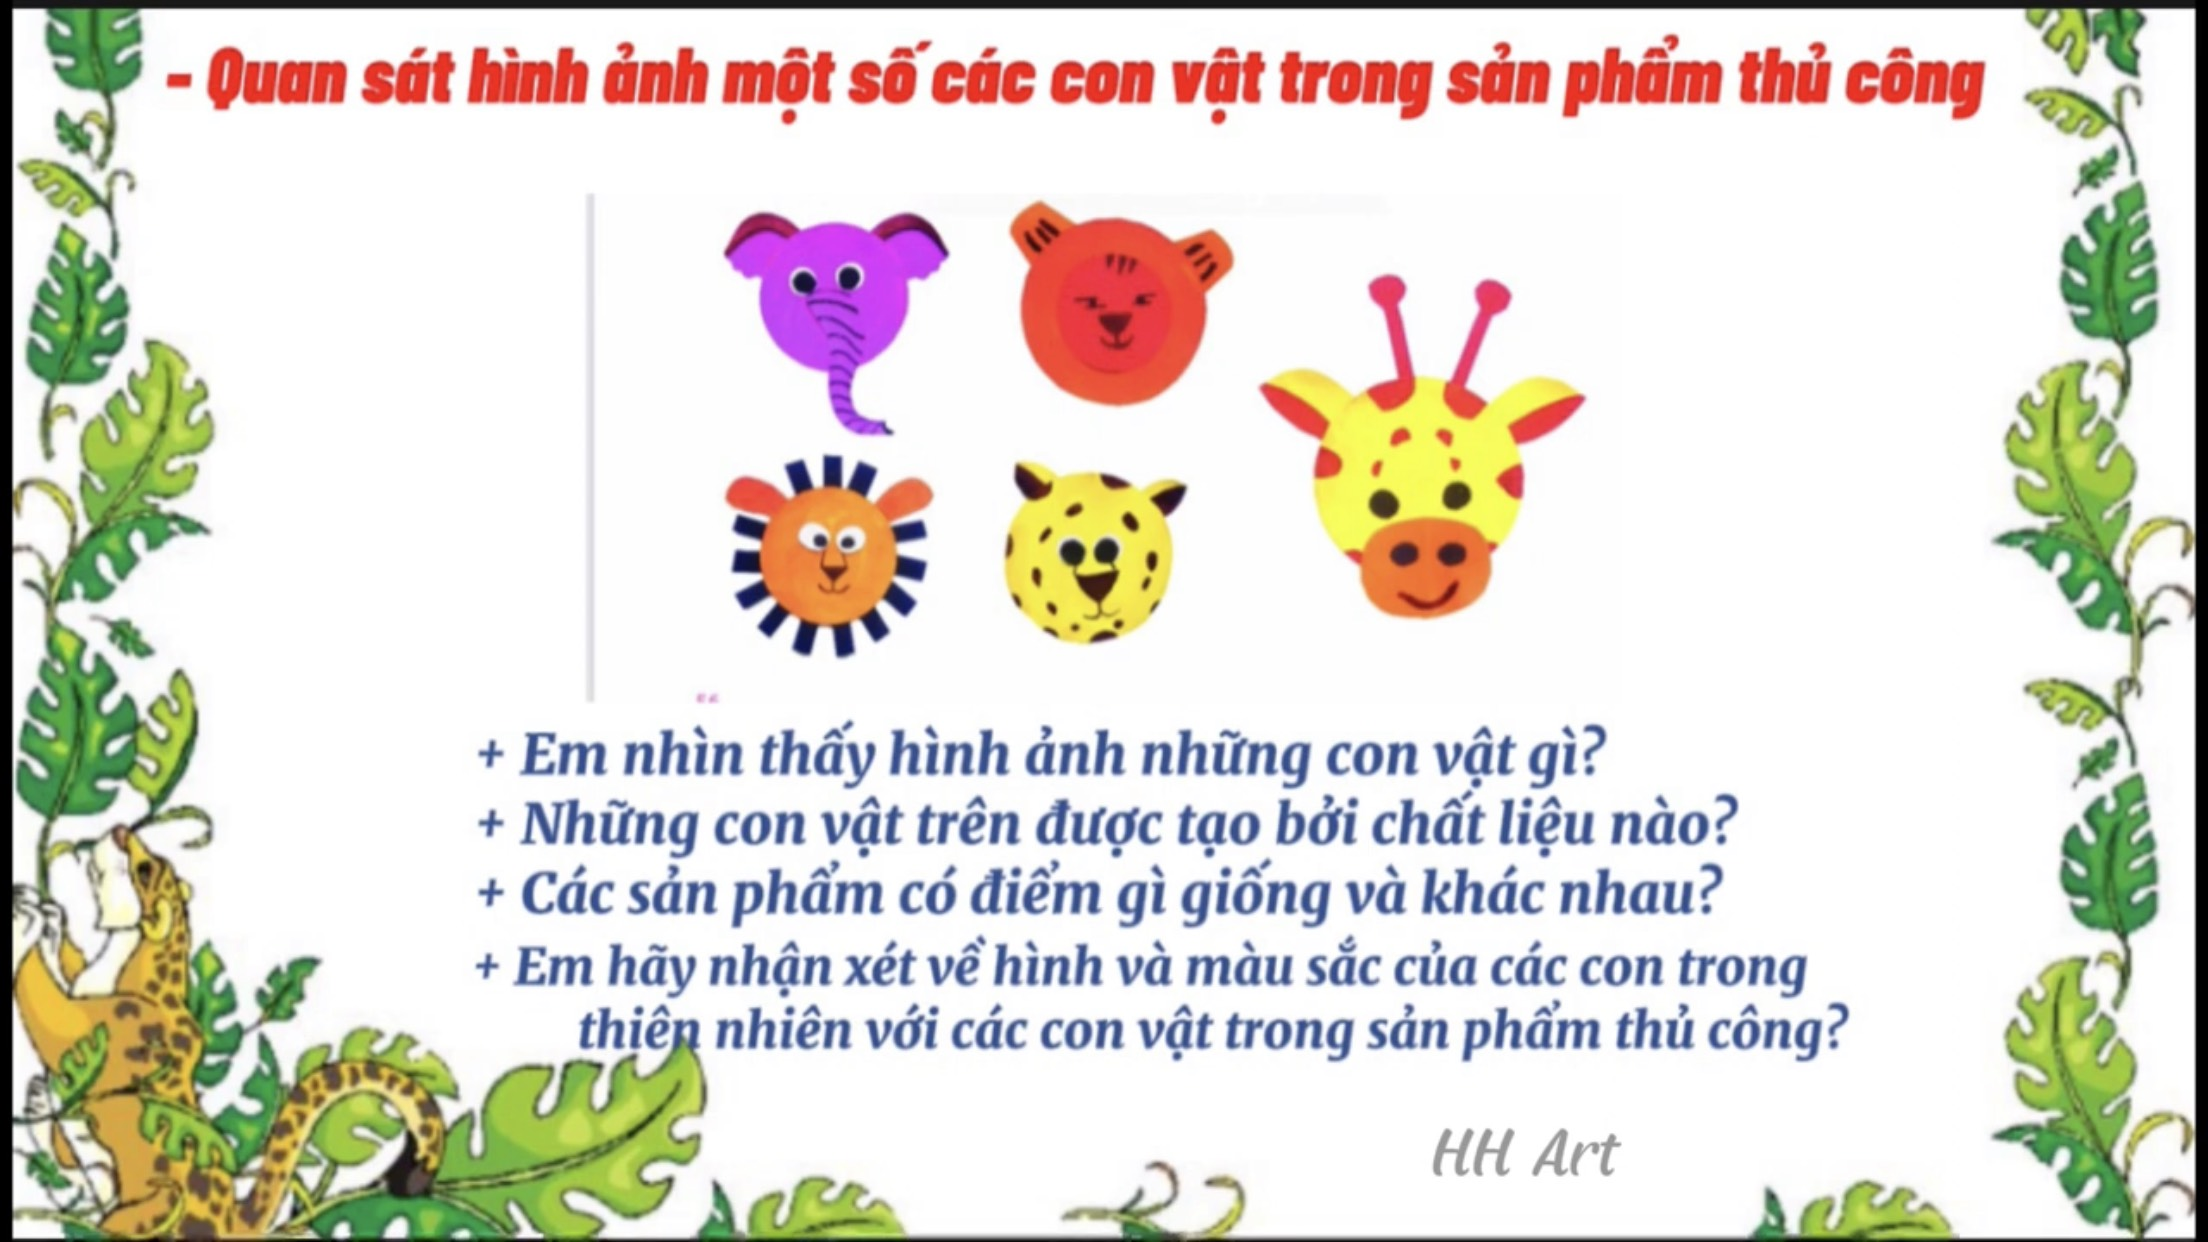 - Quan sát hình ảnh một số các con vật trong sản phẩm thủ công
+ Em nhìn thấy hình ảnh những con vật gì?
+ Những con vật trên được tạo bởi chất liệu nào?
+ Các sản phẩm có điểm gì giống và khác nhau?
+ Em hãy nhận xét về hình và màu sắc của các con trong
thiên nhiên với các con vật trong sản phẩm thủ công?
HH Art